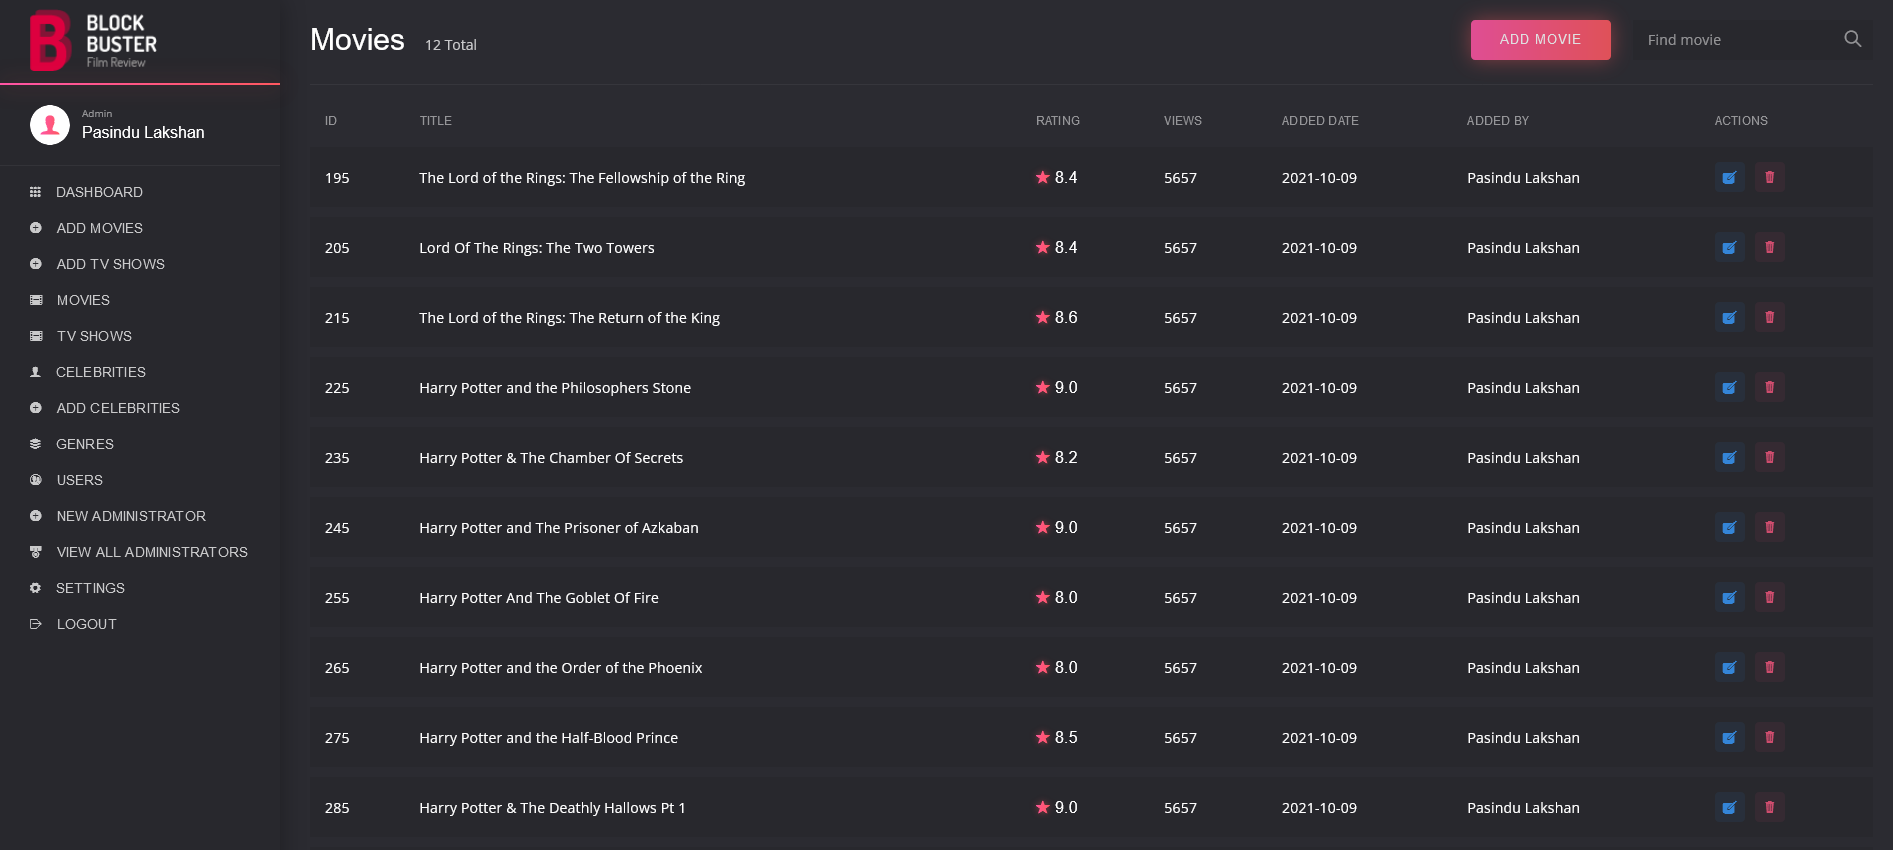 BLOCK
BUSTER
Film Review
Admin
Pasindu Lakshan
DASHBOARD
ADD MOVIES
ADD TV SHOWS
MOVIES
TV SHOWS
CELEBRITIES
ADD CELEBRITIES
GENRES
USERS
NEW ADMINISTRATOR
VIEW ALL ADMINISTRATORS
SETTINGS
LOGOUT
Movies 12 Total ADD MOVIE Find movie
ID TITLE RATING VIEWS ADDED DATE ADDED BY ACTIONS
195 The Lord of the Rings: The Fellowship of the Ring 8.4 5657 2021-10-09 Pasindu Lakshan
205 Lord Of The Rings: The Two Towers 8.4 5657 2021-10-09 Pasindu Lakshan
215 The Lord of the Rings: The Return of the King 8.6 5657 2021-10-09 Pasindu Lakshan
225 Harry Potter and the Philosophers Stone 9.0 5657 2021-10-09 Pasindu Lakshan
235 Harry Potter & The Chamber Of Secrets 8.2 5657 2021-10-09 Pasindu Lakshan
245 Harry Potter and The Prisoner of Azkaban 9.0 5657 2021-10-09 Pasindu Lakshan
255 Harry Potter And The Goblet Of Fire 8.0 5657 2021-10-09 Pasindu Lakshan
265 Harry Potter and the Order of the Phoenix 8.0 5657 2021-10-09 Pasindu Lakshan
275 Harry Potter and the Half-Blood Prince 8.5 5657 2021-10-09 Pasindu Lakshan
285 Harry Potter & The Deathly Hallows Pt 1 9.0 5657 2021-10-09 Pasindu Lakshan